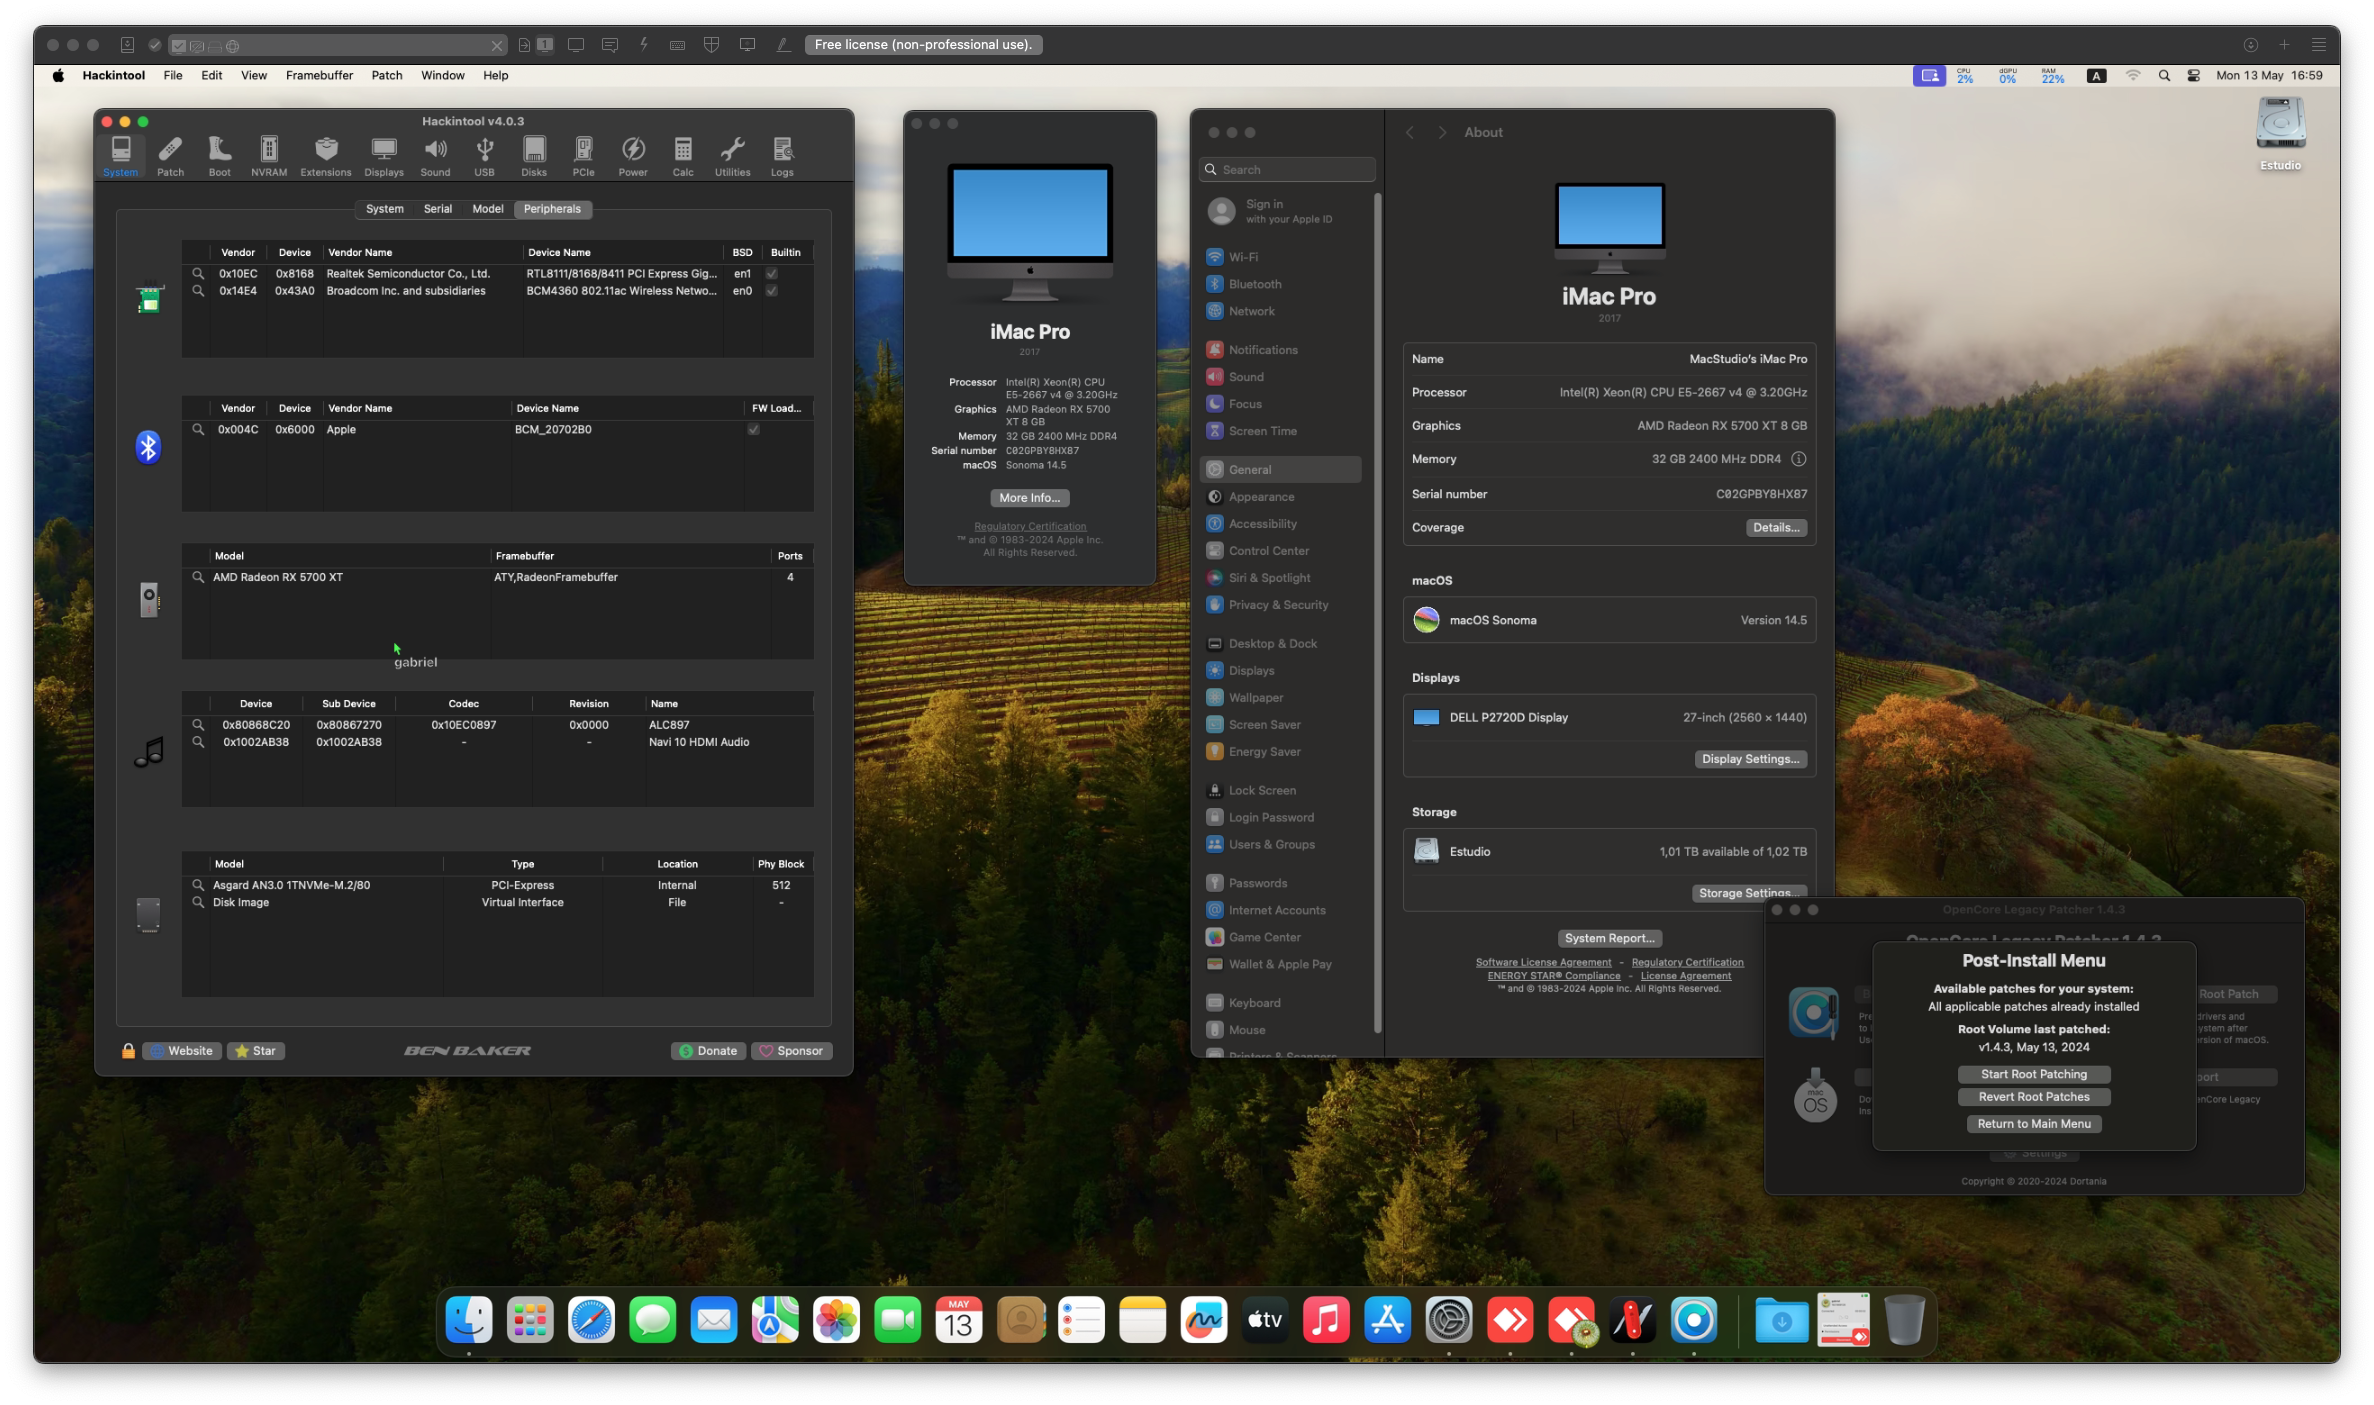 Free license (non-professional use).
Hackintool File Edit View Framebuffer Patch Window Help
CPU 2% dGPU 0% RAM 22% A Mon 13 May 16:59
Estudio
Hackintool v4.0.3
System Patch Boot NVRAM Extensions Displays Sound USB Disks PCIe Power Calc Utilities Logs
System Serial Model Peripherals
Vendor Device Vendor Name Device Name BSD Builtin
0x10EC 0x8168 Realtek Semiconductor Co., Ltd. RTL8111/8168/8411 PCI Express Gig... en1
0x14E4 0x43A0 Broadcom Inc. and subsidiaries BCM4360 802.11ac Wireless Netwo... en0
Vendor Device Vendor Name Device Name FW Load...
0x004C 0x6000 Apple BCM_20702B0
Model Framebuffer Ports
AMD Radeon RX 5700 XT ATY,RadeonFramebuffer 4
gabriel
Device Sub Device Codec Revision Name
0x80868C20 0x80867270 0x10EC0897 0x0000 ALC897
0x1002AB38 0x1002AB38 - - Navi 10 HDMI Audio
Model Type Location Phy Block
Asgard AN3.0 1TNVMe-M.2/80 PCI-Express Internal 512
Disk Image Virtual Interface File -
Website Star BEN BAKER Donate Sponsor
iMac Pro
2017
Processor Intel(R) Xeon(R) CPU
E5-2667 v4 @ 3.20GHz
Graphics AMD Radeon RX 5700
XT 8 GB
Memory 32 GB 2400 MHz DDR4
Serial number C02GPBY8HX87
macOS Sonoma 14.5
More Info...
Regulatory Certification
™ and © 1983-2024 Apple Inc.
All Rights Reserved.
Search
Sign in
with your Apple ID
Wi-Fi
Bluetooth
Network
Notifications
Sound
Focus
Screen Time
General
Appearance
Accessibility
Control Center
Siri & Spotlight
Privacy & Security
Desktop & Dock
Displays
Wallpaper
Screen Saver
Energy Saver
Lock Screen
Login Password
Users & Groups
Passwords
Internet Accounts
Game Center
Wallet & Apple Pay
Keyboard
Mouse
Printers & Scanners
About
iMac Pro
2017
Name MacStudio's iMac Pro
Processor Intel(R) Xeon(R) CPU E5-2667 v4 @ 3.20GHz
Graphics AMD Radeon RX 5700 XT 8 GB
Memory 32 GB 2400 MHz DDR4
Serial number C02GPBY8HX87
Coverage Details...
macOS
macOS Sonoma Version 14.5
Displays
DELL P2720D Display 27-inch (2560 × 1440)
Display Settings...
Storage
Estudio 1,01 TB available of 1,02 TB
Storage Settings...
System Report...
Software License Agreement - Regulatory Certification
ENERGY STAR® Compliance - License Agreement
™ and © 1983-2024 Apple Inc. All Rights Reserved.
OpenCore Legacy Patcher 1.4.3
OpenCore Legacy Patcher 1.4.3
Post-Install Menu
Available patches for your system:
All applicable patches already installed
Root Volume last patched:
v1.4.3, May 13, 2024
Start Root Patching
Revert Root Patches
Return to Main Menu
Root Patch
drivers and
ystem after
rsion of macOS.
port
enCore Legacy
mac
OS
Settings
Copyright © 2020-2024 Dortania
MAY
13
tv